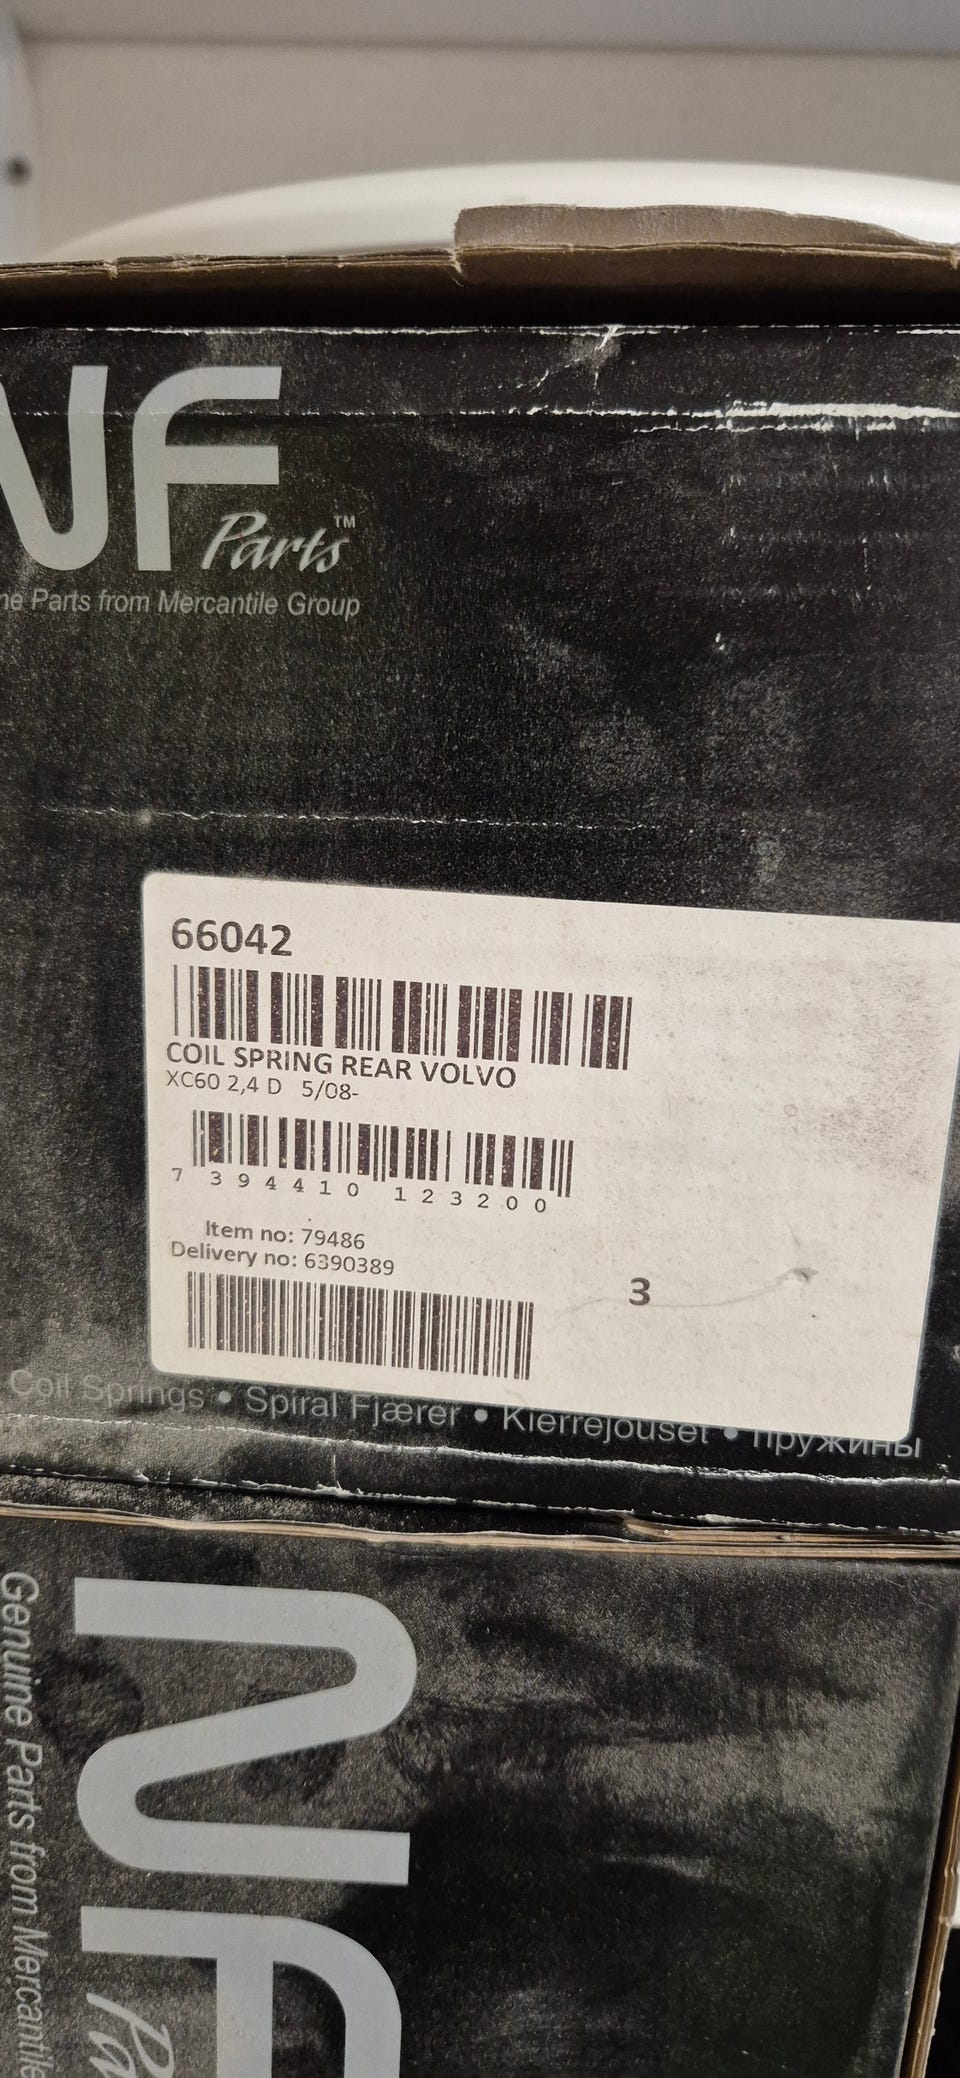 NF
Parts™
ne Parts from Mercantile Group
66042
COIL SPRING REAR VOLVO
XC60 2,4 D 5/08-
7 394410 123200
Item no: 79486
Delivery no: 6390389
3
Coil Springs • Spiral Fjærer • Kierrejouset • пружины
Genuine Parts from Mercantile
NF
Pa